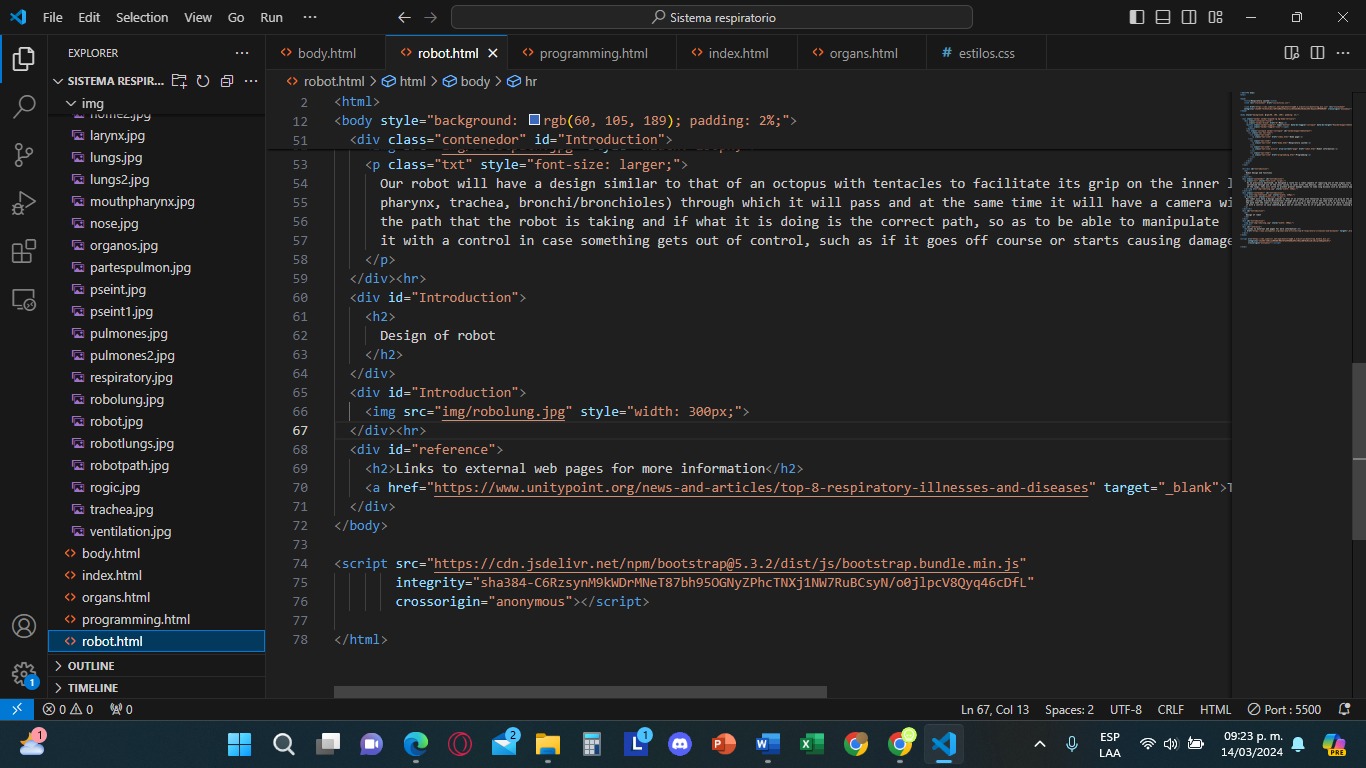 File Edit Selection View Go Run ··· Sistema respiratorio
EXPLORER ···
SISTEMA RESPIR...
img
home2.jpg
larynx.jpg
lungs.jpg
lungs2.jpg
mouthpharynx.jpg
nose.jpg
organos.jpg
partespulmon.jpg
pseint.jpg
pseint1.jpg
pulmones.jpg
pulmones2.jpg
respiratory.jpg
robolung.jpg
robot.jpg
robotlungs.jpg
robotpath.jpg
rogic.jpg
trachea.jpg
ventilation.jpg
body.html
index.html
organs.html
programming.html
robot.html
OUTLINE
TIMELINE
body.html robot.html programming.html index.html organs.html # estilos.css
robot.html > html > body > hr
2 <html>
12 <body style="background: rgb(60, 105, 189); padding: 2%;">
51 <div class="contenedor" id="Introduction">
53 <p class="txt" style="font-size: larger;">
54 Our robot will have a design similar to that of an octopus with tentacles to facilitate its grip on the inner
55 pharynx, trachea, bronchi/bronchioles) through which it will pass and at the same time it will have a camera
56 the path that the robot is taking and if what it is doing is the correct path, so as to be able to manipulate
57 it with a control in case something gets out of control, such as if it goes off course or starts causing damage
58 </p>
59 </div><hr>
60 <div id="Introduction">
61 <h2>
62 Design of robot
63 </h2>
64 </div>
65 <div id="Introduction">
66 <img src="img/robolung.jpg" style="width: 300px;">
67 </div><hr>
68 <div id="reference">
69 <h2>Links to external web pages for more information</h2>
70 <a href="https://www.unitypoint.org/news-and-articles/top-8-respiratory-illnesses-and-diseases" target="_blank">
71 </div>
72 </body>
73
74 <script src="https://cdn.jsdelivr.net/npm/bootstrap@5.3.2/dist/js/bootstrap.bundle.min.js"
75 integrity="sha384-C6RzsynM9kWDrMNeT87bh95OGNyZPhcTNXj1NW7RuBCsyN/o0jlpcV8Qyq46cDfL"
76 crossorigin="anonymous"></script>
77
78 </html>
0 0 0 Ln 67, Col 13 Spaces: 2 UTF-8 CRLF HTML Port : 5500
1 2 1 ESP LAA 09:23 p. m. 14/03/2024 PRE